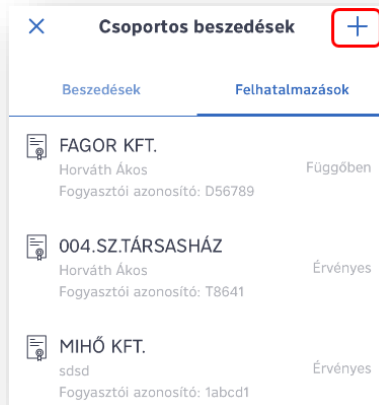 Csoportos beszedések
Beszedések
Felhatalmazások
FAGOR KFT.
Horváth Ákos
Függőben
Fogyasztói azonosító: D56789
004.SZ.TÁRSASHÁZ
Horváth Ákos
Érvényes
Fogyasztói azonosító: T8641
MIHŐ KFT.
sdsd
Érvényes
Fogyasztói azonosító: 1abcd1